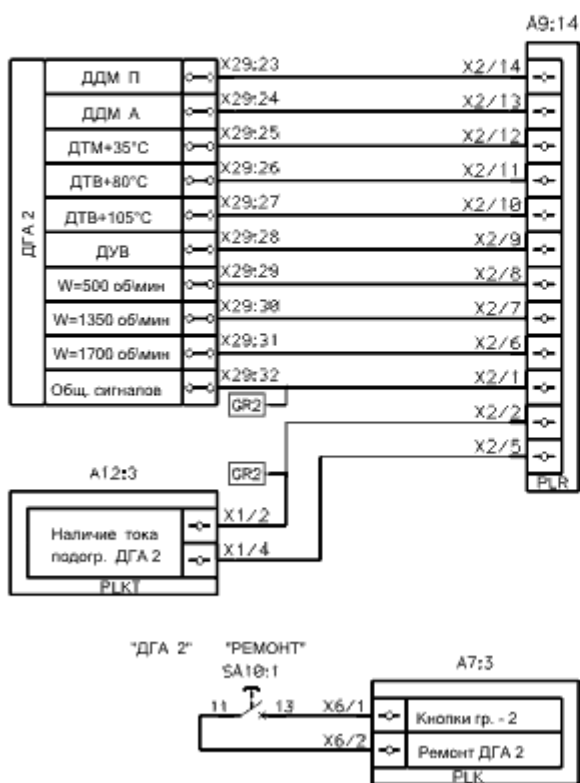 A9:14
ДГА 2
ДДМ П X29:23 X2/14
ДДМ А X29:24 X2/13
ДТМ+35°С X29:25 X2/12
ДТВ+80°С X29:26 X2/11
ДТВ+105°С X29:27 X2/10
ДУВ X29:28 X2/9
W=500 об\мин X29:29 X2/8
W=1350 об\мин X29:30 X2/7
W=1700 об\мин X29:31 X2/6
Общ. сигналов X29:32 X2/1
GR2 X2/2
X2/5
PLR
A12:3 GR2
Наличие тока X1/2
подогр. ДГА 2 X1/4
PLKT
"ДГА 2" "РЕМОНТ"
SA10:1
A7:3
11 13 X6/1 Кнопки гр. - 2
X6/2 Ремонт ДГА 2
PLK